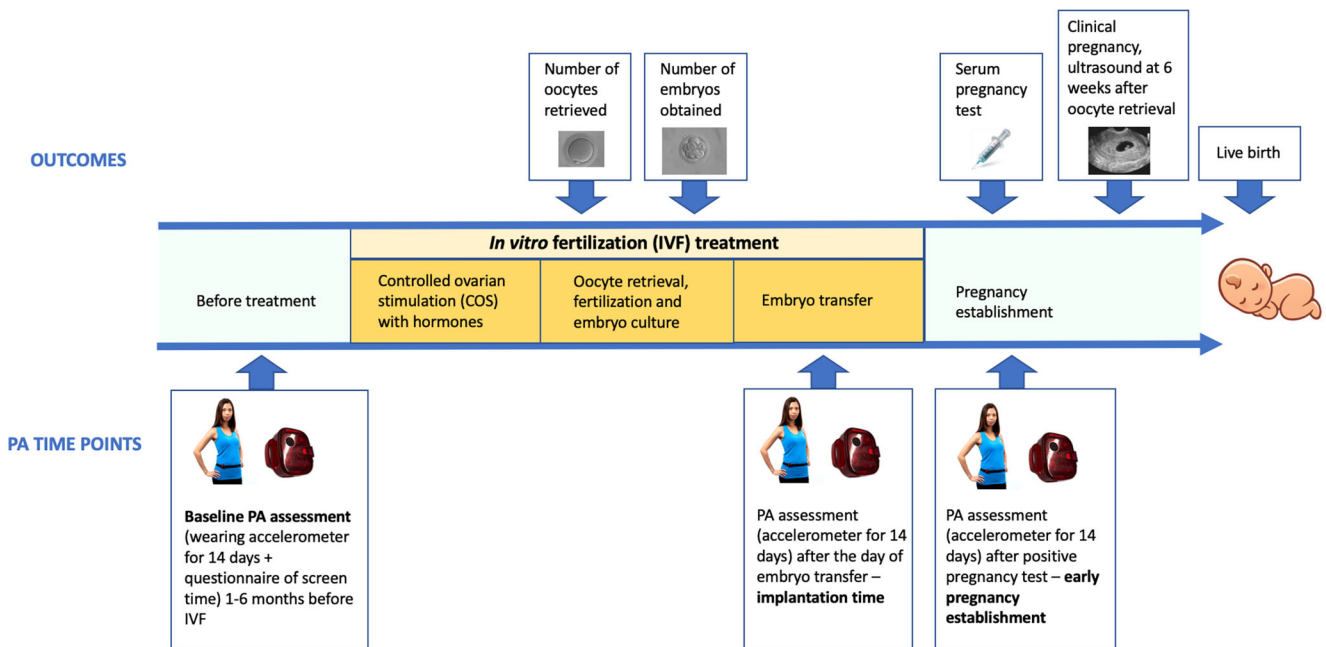 Number of
oocytes
retrieved
Number of
embryos
obtained
Serum
pregnancy
test
Clinical
pregnancy,
ultrasound at 6
weeks after
oocyte retrieval
OUTCOMES
Live birth
In vitro fertilization (IVF) treatment
Before treatment
Controlled ovarian
stimulation (COS)
with hormones
Oocyte retrieval,
fertilization and
embryo culture
Embryo transfer
Pregnancy
establishment
PA TIME POINTS
Baseline PA assessment
(wearing accelerometer
for 14 days +
questionnaire of screen
time) 1-6 months before
IVF
PA assessment
(accelerometer for 14
days) after the day of
embryo transfer –
implantation time
PA assessment
(accelerometer for 14
days) after positive
pregnancy test – early
pregnancy
establishment